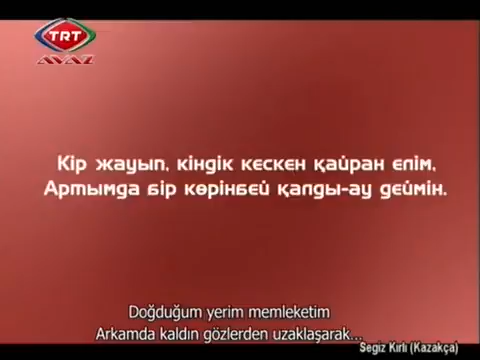 TRT
AVAZ
Кір жауып, кіндік кескен қайран елім,
Артымда бір көрінбей қалды-ау деймін.
Doğduğum yerim memleketim
Arkamda kaldın gözlerden uzaklaşarak...
Segiz Kırlı (Kazakça)